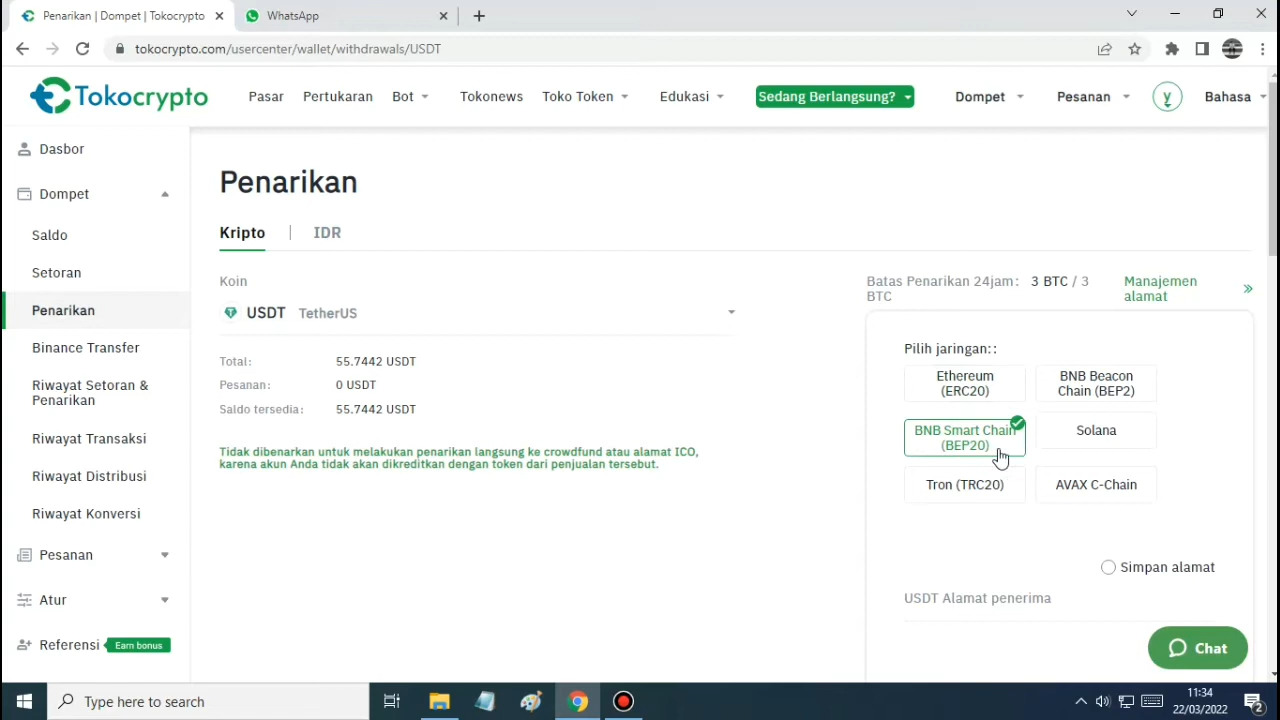 Penarikan | Dompet | Tokocrypto
WhatsApp
tokocrypto.com/usercenter/wallet/withdrawals/USDT
Tokocrypto
Pasar
Pertukaran
Bot
Tokonews
Toko Token
Edukasi
Sedang Berlangsung?
Dompet
Pesanan
y
Bahasa
Dasbor
Dompet
Saldo
Setoran
Penarikan
Binance Transfer
Riwayat Setoran &
Penarikan
Riwayat Transaksi
Riwayat Distribusi
Riwayat Konversi
Pesanan
Atur
Referensi
Earn bonus
Penarikan
Kripto
IDR
Koin
USDT TetherUS
Total: 55.7442 USDT
Pesanan: 0 USDT
Saldo tersedia: 55.7442 USDT
Tidak dibenarkan untuk melakukan penarikan langsung ke crowdfund atau alamat ICO,
karena akun Anda tidak akan dikreditkan dengan token dari penjualan tersebut.
Batas Penarikan 24jam: 3 BTC / 3
BTC
Manajemen
alamat
Pilih jaringan::
Ethereum
(ERC20)
BNB Beacon
Chain (BEP2)
BNB Smart Chain
(BEP20)
Solana
Tron (TRC20)
AVAX C-Chain
Simpan alamat
USDT Alamat penerima
Chat
Type here to search
11:34
22/03/2022
2